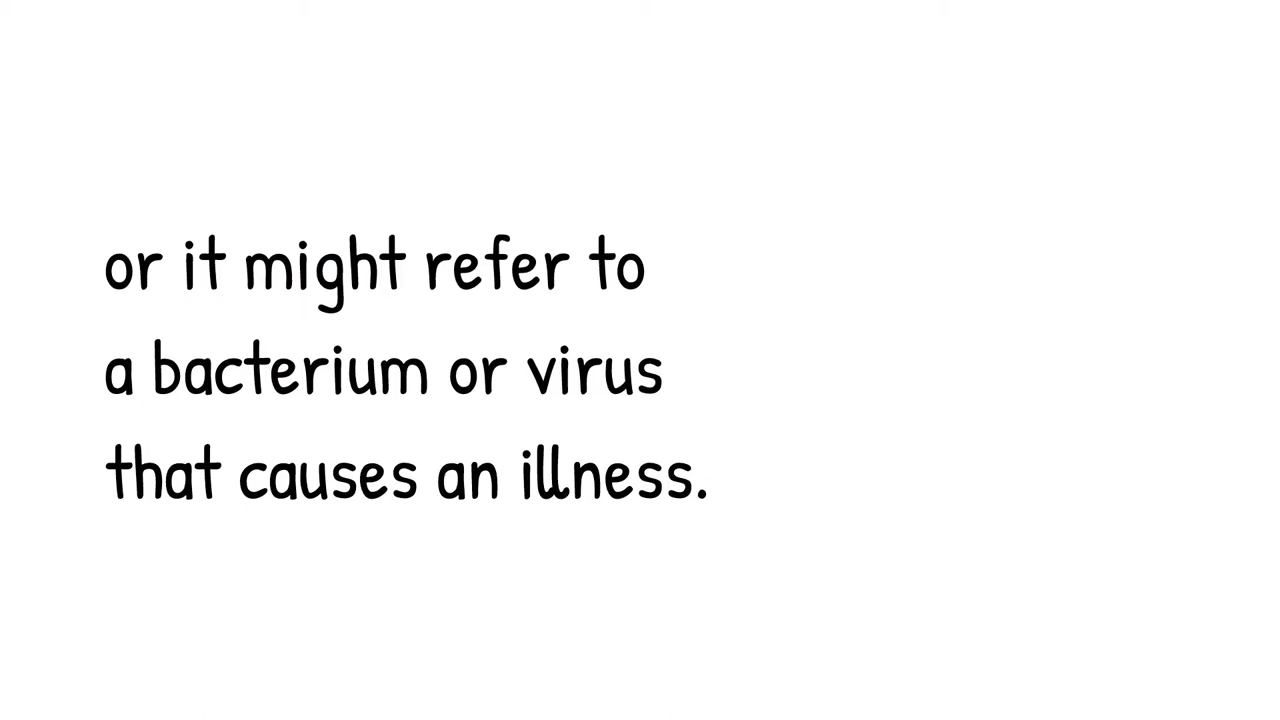 or it might refer to
a bacterium or virus
that causes an illness.